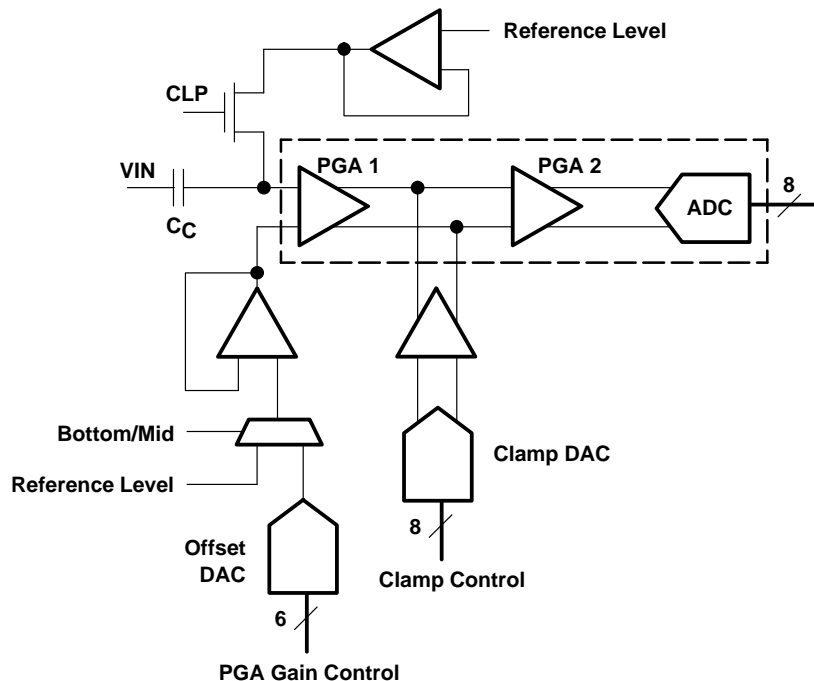 Reference Level
CLP
VIN
CC
PGA 1
PGA 2
ADC
8
Bottom/Mid
Reference Level
Clamp DAC
8
Offset
DAC
Clamp Control
6
PGA Gain Control